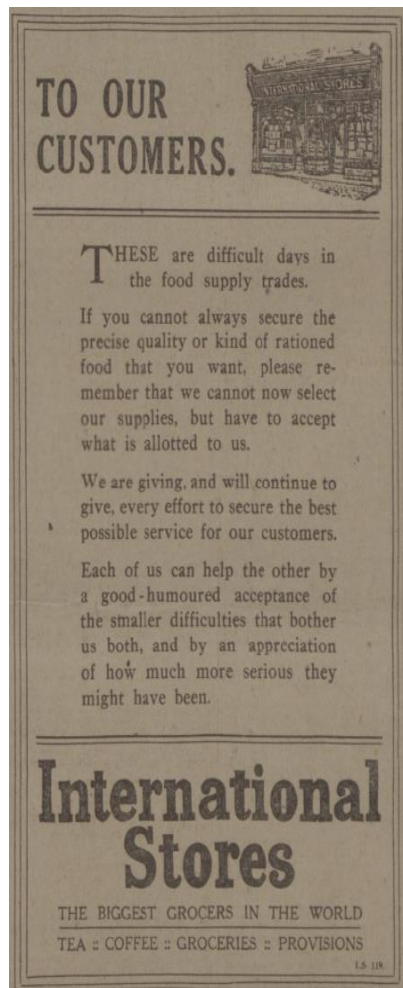 TO OUR
CUSTOMERS.
INTERNATIONAL STORES
THESE are difficult days in
the food supply trades.
If you cannot always secure the
precise quality or kind of rationed
food that you want, please re-
member that we cannot now select
our supplies, but have to accept
what is allotted to us.
We are giving, and will continue to
give, every effort to secure the best
possible service for our customers.
Each of us can help the other by
a good-humoured acceptance of
the smaller difficulties that bother
us both, and by an appreciation
of how much more serious they
might have been.
International
Stores
THE BIGGEST GROCERS IN THE WORLD
TEA :: COFFEE :: GROCERIES :: PROVISIONS
I.S. 119.